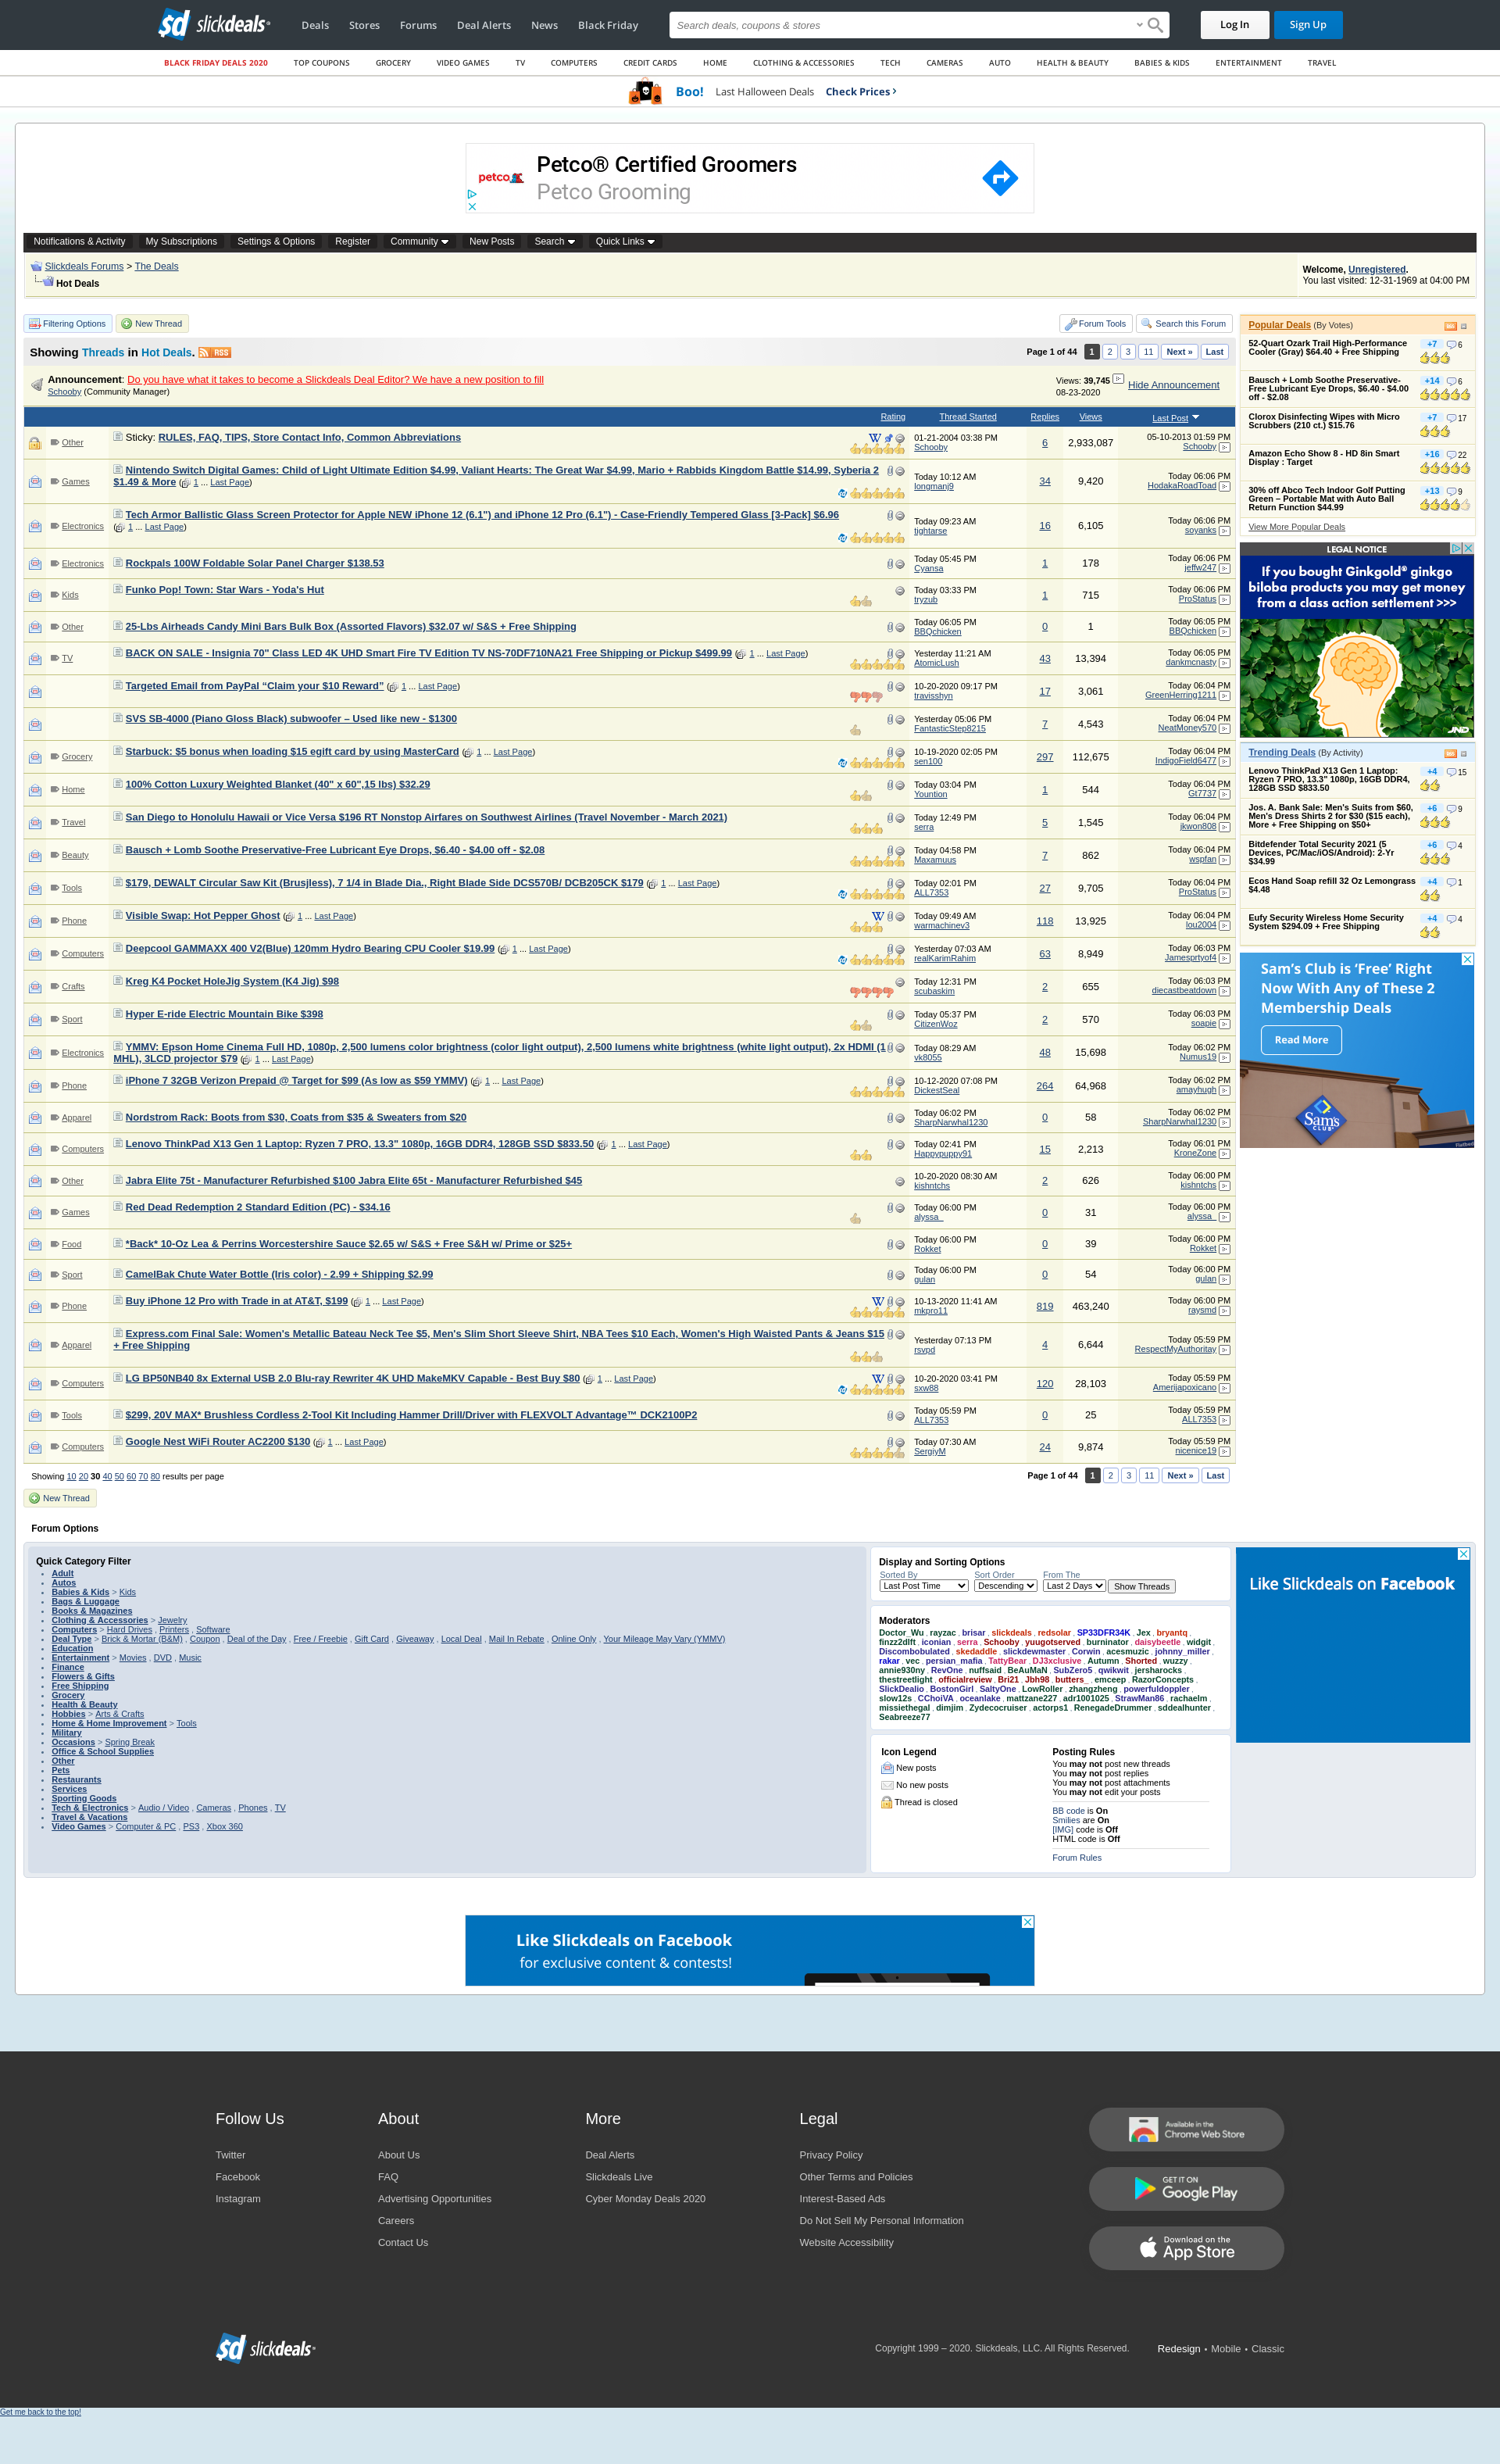 slickdeals
Deals Stores Forums Deal Alerts News Black Friday
Search deals, coupons & stores
Log In
Sign Up
BLACK FRIDAY DEALS 2020 TOP COUPONS GROCERY VIDEO GAMES TV COMPUTERS CREDIT CARDS HOME CLOTHING & ACCESSORIES TECH CAMERAS AUTO HEALTH & BEAUTY BABIES & KIDS ENTERTAINMENT TRAVEL
Boo! Last Halloween Deals Check Prices ›
petco
Petco® Certified Groomers
Petco Grooming
Notifications & Activity My Subscriptions Settings & Options Register Community New Posts Search Quick Links
Slickdeals Forums > The Deals
Hot Deals
Welcome, Unregistered.
You last visited: 12-31-1969 at 04:00 PM
Filtering Options New Thread Forum Tools Search this Forum
Showing Threads in Hot Deals. RSS
Page 1 of 44 1 2 3 11 Next » Last
Announcement: Do you have what it takes to become a Slickdeals Deal Editor? We have a new position to fill
Schooby (Community Manager)
Views: 39,745 Hide Announcement
08-23-2020
Rating Thread Started Replies Views Last Post
Other Sticky: RULES, FAQ, TIPS, Store Contact Info, Common Abbreviations 01-21-2004 03:38 PM Schooby 6 2,933,087 05-10-2013 01:59 PM Schooby
Games Nintendo Switch Digital Games: Child of Light Ultimate Edition $4.99, Valiant Hearts: The Great War $4.99, Mario + Rabbids Kingdom Battle $14.99, Syberia 2 $1.49 & More (1 ... Last Page) Today 10:12 AM longmanj9 34 9,420 Today 06:06 PM HodakaRoadToad
Electronics Tech Armor Ballistic Glass Screen Protector for Apple NEW iPhone 12 (6.1") and iPhone 12 Pro (6.1") - Case-Friendly Tempered Glass [3-Pack] $6.96 (1 ... Last Page) Today 09:23 AM tightarse 16 6,105 Today 06:06 PM soyanks
Electronics Rockpals 100W Foldable Solar Panel Charger $138.53 Today 05:45 PM Cyansa 1 178 Today 06:06 PM jeffw247
Kids Funko Pop! Town: Star Wars - Yoda's Hut Today 03:33 PM tryzub 1 715 Today 06:06 PM ProStatus
Other 25-Lbs Airheads Candy Mini Bars Bulk Box (Assorted Flavors) $32.07 w/ S&S + Free Shipping Today 06:05 PM BBQchicken 0 1 Today 06:05 PM BBQchicken
TV BACK ON SALE - Insignia 70" Class LED 4K UHD Smart Fire TV Edition TV NS-70DF710NA21 Free Shipping or Pickup $499.99 (1 ... Last Page) Yesterday 11:21 AM AtomicLush 43 13,394 Today 06:05 PM dankmcnasty
Targeted Email from PayPal “Claim your $10 Reward” (1 ... Last Page) 10-20-2020 09:17 PM travisshyn 17 3,061 Today 06:04 PM GreenHerring1211
SVS SB-4000 (Piano Gloss Black) subwoofer – Used like new - $1300 Yesterday 05:06 PM FantasticStep8215 7 4,543 Today 06:04 PM NeatMoney570
Grocery Starbuck: $5 bonus when loading $15 egift card by using MasterCard (1 ... Last Page) 10-19-2020 02:05 PM sen100 297 112,675 Today 06:04 PM IndigoField6477
Home 100% Cotton Luxury Weighted Blanket (40" x 60",15 lbs) $32.29 Today 03:04 PM Yountion 1 544 Today 06:04 PM Gt7737
Travel San Diego to Honolulu Hawaii or Vice Versa $196 RT Nonstop Airfares on Southwest Airlines (Travel November - March 2021) Today 12:49 PM serra 5 1,545 Today 06:04 PM jkwon808
Beauty Bausch + Lomb Soothe Preservative-Free Lubricant Eye Drops, $6.40 - $4.00 off - $2.08 Today 04:58 PM Maxamuus 7 862 Today 06:04 PM wspfan
Tools $179, DEWALT Circular Saw Kit (Brusjless), 7 1/4 in Blade Dia., Right Blade Side DCS570B/ DCB205CK $179 (1 ... Last Page) Today 02:01 PM ALL7353 27 9,705 Today 06:04 PM ProStatus
Phone Visible Swap: Hot Pepper Ghost (1 ... Last Page) Today 09:49 AM warmachinev3 118 13,925 Today 06:04 PM lou2004
Computers Deepcool GAMMAXX 400 V2(Blue) 120mm Hydro Bearing CPU Cooler $19.99 (1 ... Last Page) Yesterday 07:03 AM realKarimRahim 63 8,949 Today 06:03 PM Jamesprtyof4
Crafts Kreg K4 Pocket HoleJig System (K4 Jig) $98 Today 12:31 PM scubaskim 2 655 Today 06:03 PM diecastbeatdown
Sport Hyper E-ride Electric Mountain Bike $398 Today 05:37 PM CitizenWoz 2 570 Today 06:03 PM soapie
Electronics YMMV: Epson Home Cinema Full HD, 1080p, 2,500 lumens color brightness (color light output), 2,500 lumens white brightness (white light output), 2x HDMI (1 MHL), 3LCD projector $79 (1 ... Last Page) Today 08:29 AM vk8055 48 15,698 Today 06:02 PM Numus19
Phone iPhone 7 32GB Verizon Prepaid @ Target for $99 (As low as $59 YMMV) (1 ... Last Page) 10-12-2020 07:08 PM DickestSeal 264 64,968 Today 06:02 PM amayhugh
Apparel Nordstrom Rack: Boots from $30, Coats from $35 & Sweaters from $20 Today 06:02 PM SharpNarwhal1230 0 58 Today 06:02 PM SharpNarwhal1230
Computers Lenovo ThinkPad X13 Gen 1 Laptop: Ryzen 7 PRO, 13.3" 1080p, 16GB DDR4, 128GB SSD $833.50 (1 ... Last Page) Today 02:41 PM Happypuppy91 15 2,213 Today 06:01 PM KroneZone
Other Jabra Elite 75t - Manufacturer Refurbished $100 Jabra Elite 65t - Manufacturer Refurbished $45 10-20-2020 08:30 AM kishntchs 2 626 Today 06:00 PM kishntchs
Games Red Dead Redemption 2 Standard Edition (PC) - $34.16 Today 06:00 PM alyssa_ 0 31 Today 06:00 PM alyssa_
Food *Back* 10-Oz Lea & Perrins Worcestershire Sauce $2.65 w/ S&S + Free S&H w/ Prime or $25+ Today 06:00 PM Rokket 0 39 Today 06:00 PM Rokket
Sport CamelBak Chute Water Bottle (Iris color) - 2.99 + Shipping $2.99 Today 06:00 PM gulan 0 54 Today 06:00 PM gulan
Phone Buy iPhone 12 Pro with Trade in at AT&T, $199 (1 ... Last Page) 10-13-2020 11:41 AM mkpro11 819 463,240 Today 06:00 PM raysmd
Apparel Express.com Final Sale: Women's Metallic Bateau Neck Tee $5, Men's Slim Short Sleeve Shirt, NBA Tees $10 Each, Women's High Waisted Pants & Jeans $15 + Free Shipping Yesterday 07:13 PM rsvpd 4 6,644 Today 05:59 PM RespectMyAuthoritay
Computers LG BP50NB40 8x External USB 2.0 Blu-ray Rewriter 4K UHD MakeMKV Capable - Best Buy $80 (1 ... Last Page) 10-20-2020 03:41 PM sxw88 120 28,103 Today 05:59 PM Amerijapoxicano
Tools $299, 20V MAX* Brushless Cordless 2-Tool Kit Including Hammer Drill/Driver with FLEXVOLT Advantage™ DCK2100P2 Today 05:59 PM ALL7353 0 25 Today 05:59 PM ALL7353
Computers Google Nest WiFi Router AC2200 $130 (1 ... Last Page) Today 07:30 AM SergiyM 24 9,874 Today 05:59 PM nicenice19
Showing 10 20 30 40 50 60 70 80 results per page
Page 1 of 44 1 2 3 11 Next » Last
New Thread
Popular Deals (By Votes)
52-Quart Ozark Trail High-Performance Cooler (Gray) $64.40 + Free Shipping +7 6
Bausch + Lomb Soothe Preservative-Free Lubricant Eye Drops, $6.40 - $4.00 off - $2.08 +14 6
Clorox Disinfecting Wipes with Micro Scrubbers (210 ct.) $15.76 +7 17
Amazon Echo Show 8 - HD 8in Smart Display : Target +16 22
30% off Abco Tech Indoor Golf Putting Green – Portable Mat with Auto Ball Return Function $44.99 +13 9
View More Popular Deals
LEGAL NOTICE
If you bought Ginkgold® ginkgo biloba products you may get money from a class action settlement >>>
JND
Trending Deals (By Activity)
Lenovo ThinkPad X13 Gen 1 Laptop: Ryzen 7 PRO, 13.3" 1080p, 16GB DDR4, 128GB SSD $833.50 +4 15
Jos. A. Bank Sale: Men's Suits from $60, Men's Dress Shirts 2 for $30 ($15 each), More + Free Shipping on $50+ +6 9
Bitdefender Total Security 2021 (5 Devices, PC/Mac/iOS/Android): 2-Yr $34.99 +6 4
Ecos Hand Soap refill 32 Oz Lemongrass $4.48 +4 1
Eufy Security Wireless Home Security System $294.09 + Free Shipping +4 4
Sam’s Club is ‘Free’ Right
Now With Any of These 2
Membership Deals
Read More
Sam's CLUB
Forum Options
Quick Category Filter
Adult
Autos
Babies & Kids > Kids
Bags & Luggage
Books & Magazines
Clothing & Accessories > Jewelry
Computers > Hard Drives , Printers , Software
Deal Type > Brick & Mortar (B&M) , Coupon , Deal of the Day , Free / Freebie , Gift Card , Giveaway , Local Deal , Mail In Rebate , Online Only , Your Mileage May Vary (YMMV)
Education
Entertainment > Movies , DVD , Music
Finance
Flowers & Gifts
Free Shipping
Grocery
Health & Beauty
Hobbies > Arts & Crafts
Home & Home Improvement > Tools
Military
Occasions > Spring Break
Office & School Supplies
Other
Pets
Restaurants
Services
Sporting Goods
Tech & Electronics > Audio / Video , Cameras , Phones , TV
Travel & Vacations
Video Games > Computer & PC , PS3 , Xbox 360
Display and Sorting Options
Sorted By Sort Order From The
Last Post Time Descending Last 2 Days Show Threads
Moderators
Doctor_Wu , rayzac , brisar , slickdeals , redsolar , SP33DFR34K , Jex , bryantq ,
finzz2dlft , iconian , serra , Schooby , yuugotserved , burninator , daisybeetle , widgit ,
Discombobulated , skedaddle , slickdewmaster , Corwin , acesmuzic , johnny_miller ,
rakar , vec , persian_mafia , TattyBear , DJ3xclusive , Autumn , Shorted , wuzzy ,
annie930ny , RevOne , nuffsaid , BeAuMaN , SubZero5 , qwikwit , jersharocks ,
thestreetlight , officialreview , Bri21 , Jbh98 , butters_ , emceep , RazorConcepts ,
SlickDealio , BostonGirl , SaltyOne , LowRoller , zhangzheng , powerfuldoppler ,
slow12s , CChoiVA , oceanlake , mattzane227 , adr1001025 , StrawMan86 , rachaelm ,
missiethegal , dimjim , Zydecocruiser , actorps1 , RenegadeDrummer , sddealhunter ,
Seabreeze77
Icon Legend
New posts
No new posts
Thread is closed
Posting Rules
You may not post new threads
You may not post replies
You may not post attachments
You may not edit your posts
BB code is On
Smilies are On
[IMG] code is Off
HTML code is Off
Forum Rules
Like Slickdeals on Facebook
Like Slickdeals on Facebook
for exclusive content & contests!
Follow Us
Twitter
Facebook
Instagram
About
About Us
FAQ
Advertising Opportunities
Careers
Contact Us
More
Deal Alerts
Slickdeals Live
Cyber Monday Deals 2020
Legal
Privacy Policy
Other Terms and Policies
Interest-Based Ads
Do Not Sell My Personal Information
Website Accessibility
Available in the
Chrome Web Store
GET IT ON
Google Play
Download on the
App Store
slickdeals
Copyright 1999 – 2020. Slickdeals, LLC. All Rights Reserved. Redesign • Mobile • Classic
Get me back to the top!